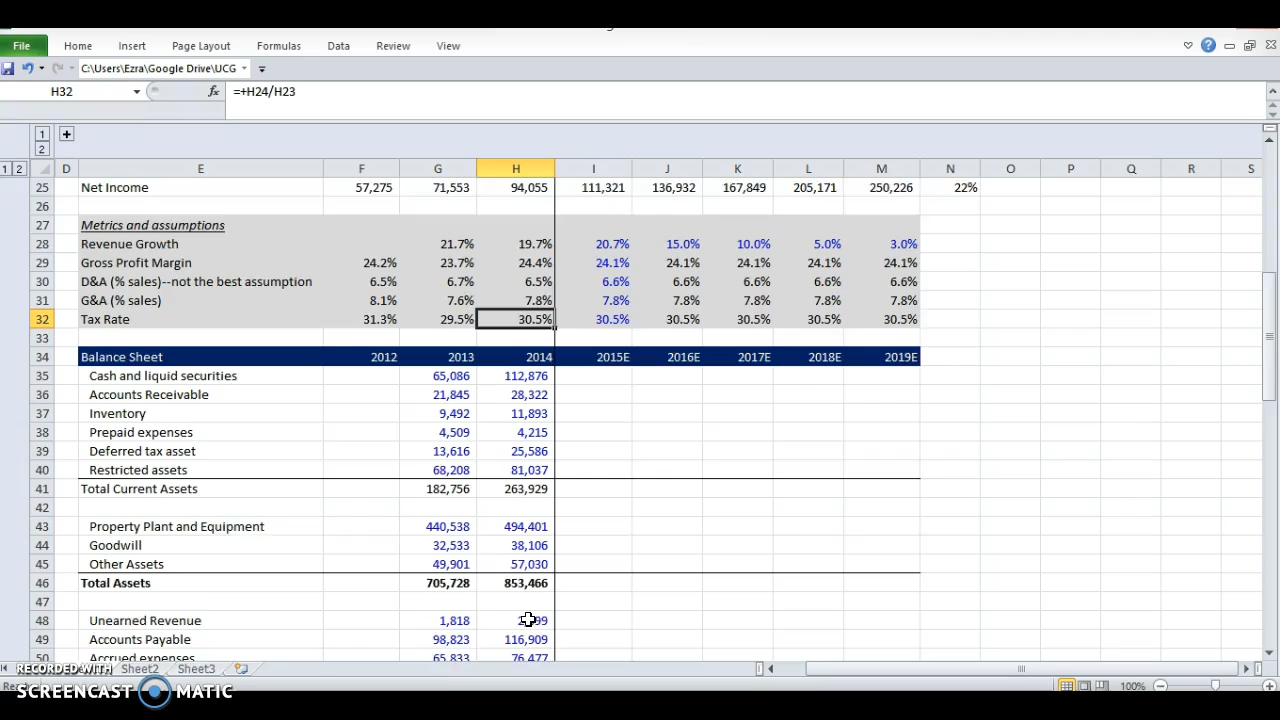 File Home Insert Page Layout Formulas Data Review View
C:\Users\Ezra\Google Drive\UCG
H32 fx =+H24/H23
1
2
1 2 D E F G H I J K L M N O P Q R S
25 Net Income 57,275 71,553 94,055 111,321 136,932 167,849 205,171 250,226 22%
26
27 Metrics and assumptions
28 Revenue Growth 21.7% 19.7% 20.7% 15.0% 10.0% 5.0% 3.0%
29 Gross Profit Margin 24.2% 23.7% 24.4% 24.1% 24.1% 24.1% 24.1% 24.1%
30 D&A (% sales)--not the best assumption 6.5% 6.7% 6.5% 6.6% 6.6% 6.6% 6.6% 6.6%
31 G&A (% sales) 8.1% 7.6% 7.8% 7.8% 7.8% 7.8% 7.8% 7.8%
32 Tax Rate 31.3% 29.5% 30.5% 30.5% 30.5% 30.5% 30.5% 30.5%
33
34 Balance Sheet 2012 2013 2014 2015E 2016E 2017E 2018E 2019E
35 Cash and liquid securities 65,086 112,876
36 Accounts Receivable 21,845 28,322
37 Inventory 9,492 11,893
38 Prepaid expenses 4,509 4,215
39 Deferred tax asset 13,616 25,586
40 Restricted assets 68,208 81,037
41 Total Current Assets 182,756 263,929
42
43 Property Plant and Equipment 440,538 494,401
44 Goodwill 32,533 38,106
45 Other Assets 49,901 57,030
46 Total Assets 705,728 853,466
47
48 Unearned Revenue 1,818
49 Accounts Payable 98,823 116,909
50 Accrued expenses 65,833 76,477
Sheet2 Sheet3
RECORDED WITH
SCREENCAST MATIC
100%